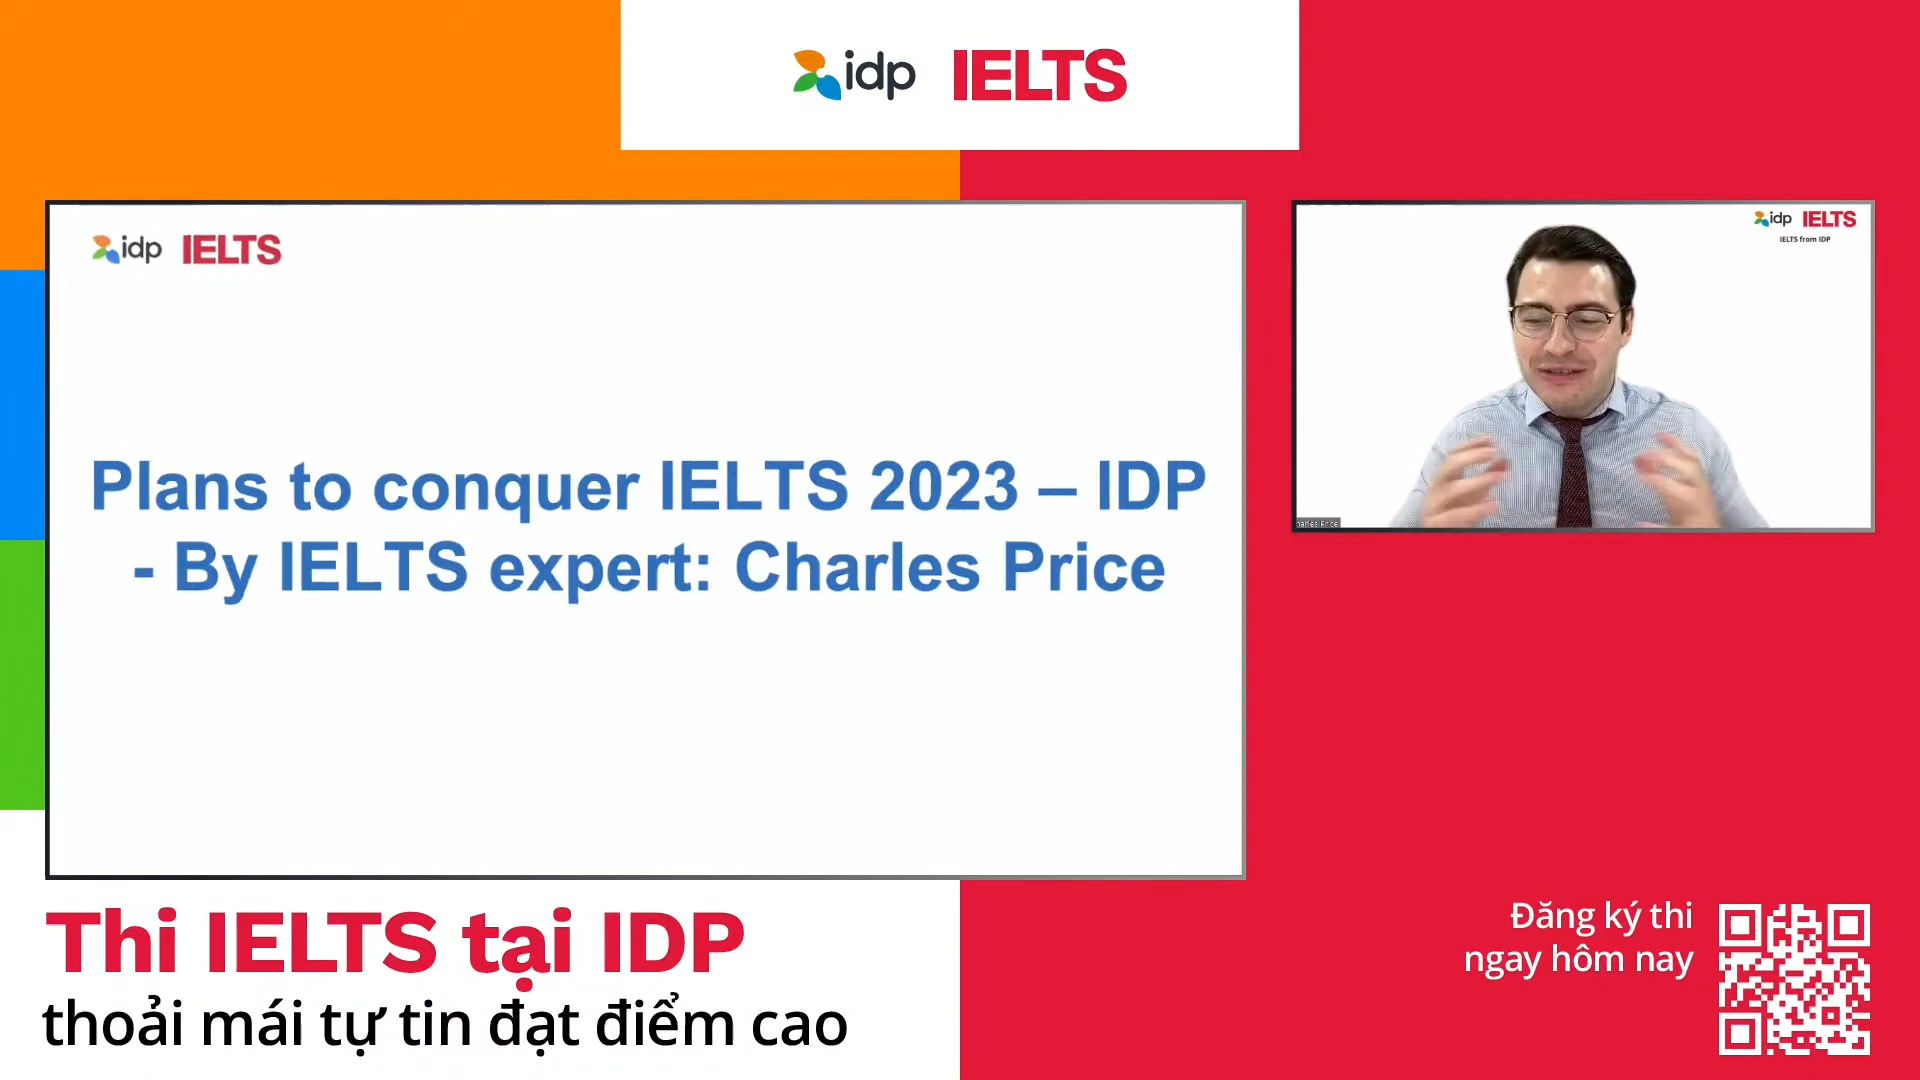 idp IELTS
idp IELTS
Plans to conquer IELTS 2023 – IDP
- By IELTS expert: Charles Price
idp IELTS
IELTS from IDP
Price
Thi IELTS tại IDP
thoải mái tự tin đạt điểm cao
Đăng ký thi
ngay hôm nay